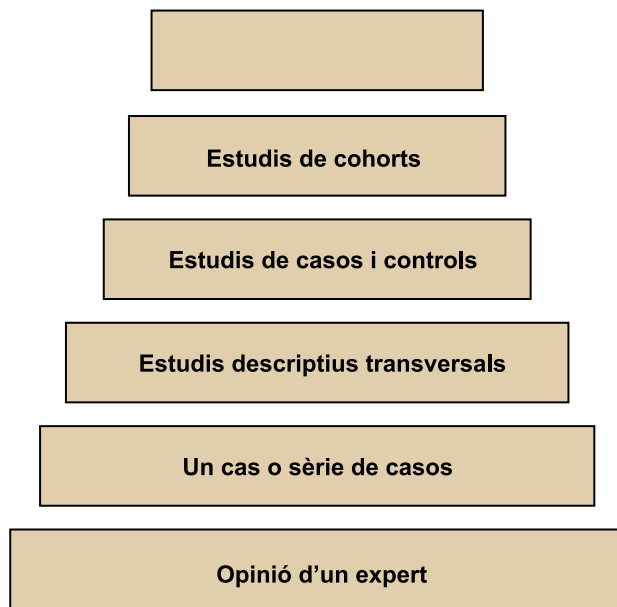 Estudis de cohorts
Estudis de casos i controls
Estudis descriptius transversals
Un cas o sèrie de casos
Opinió d’un expert